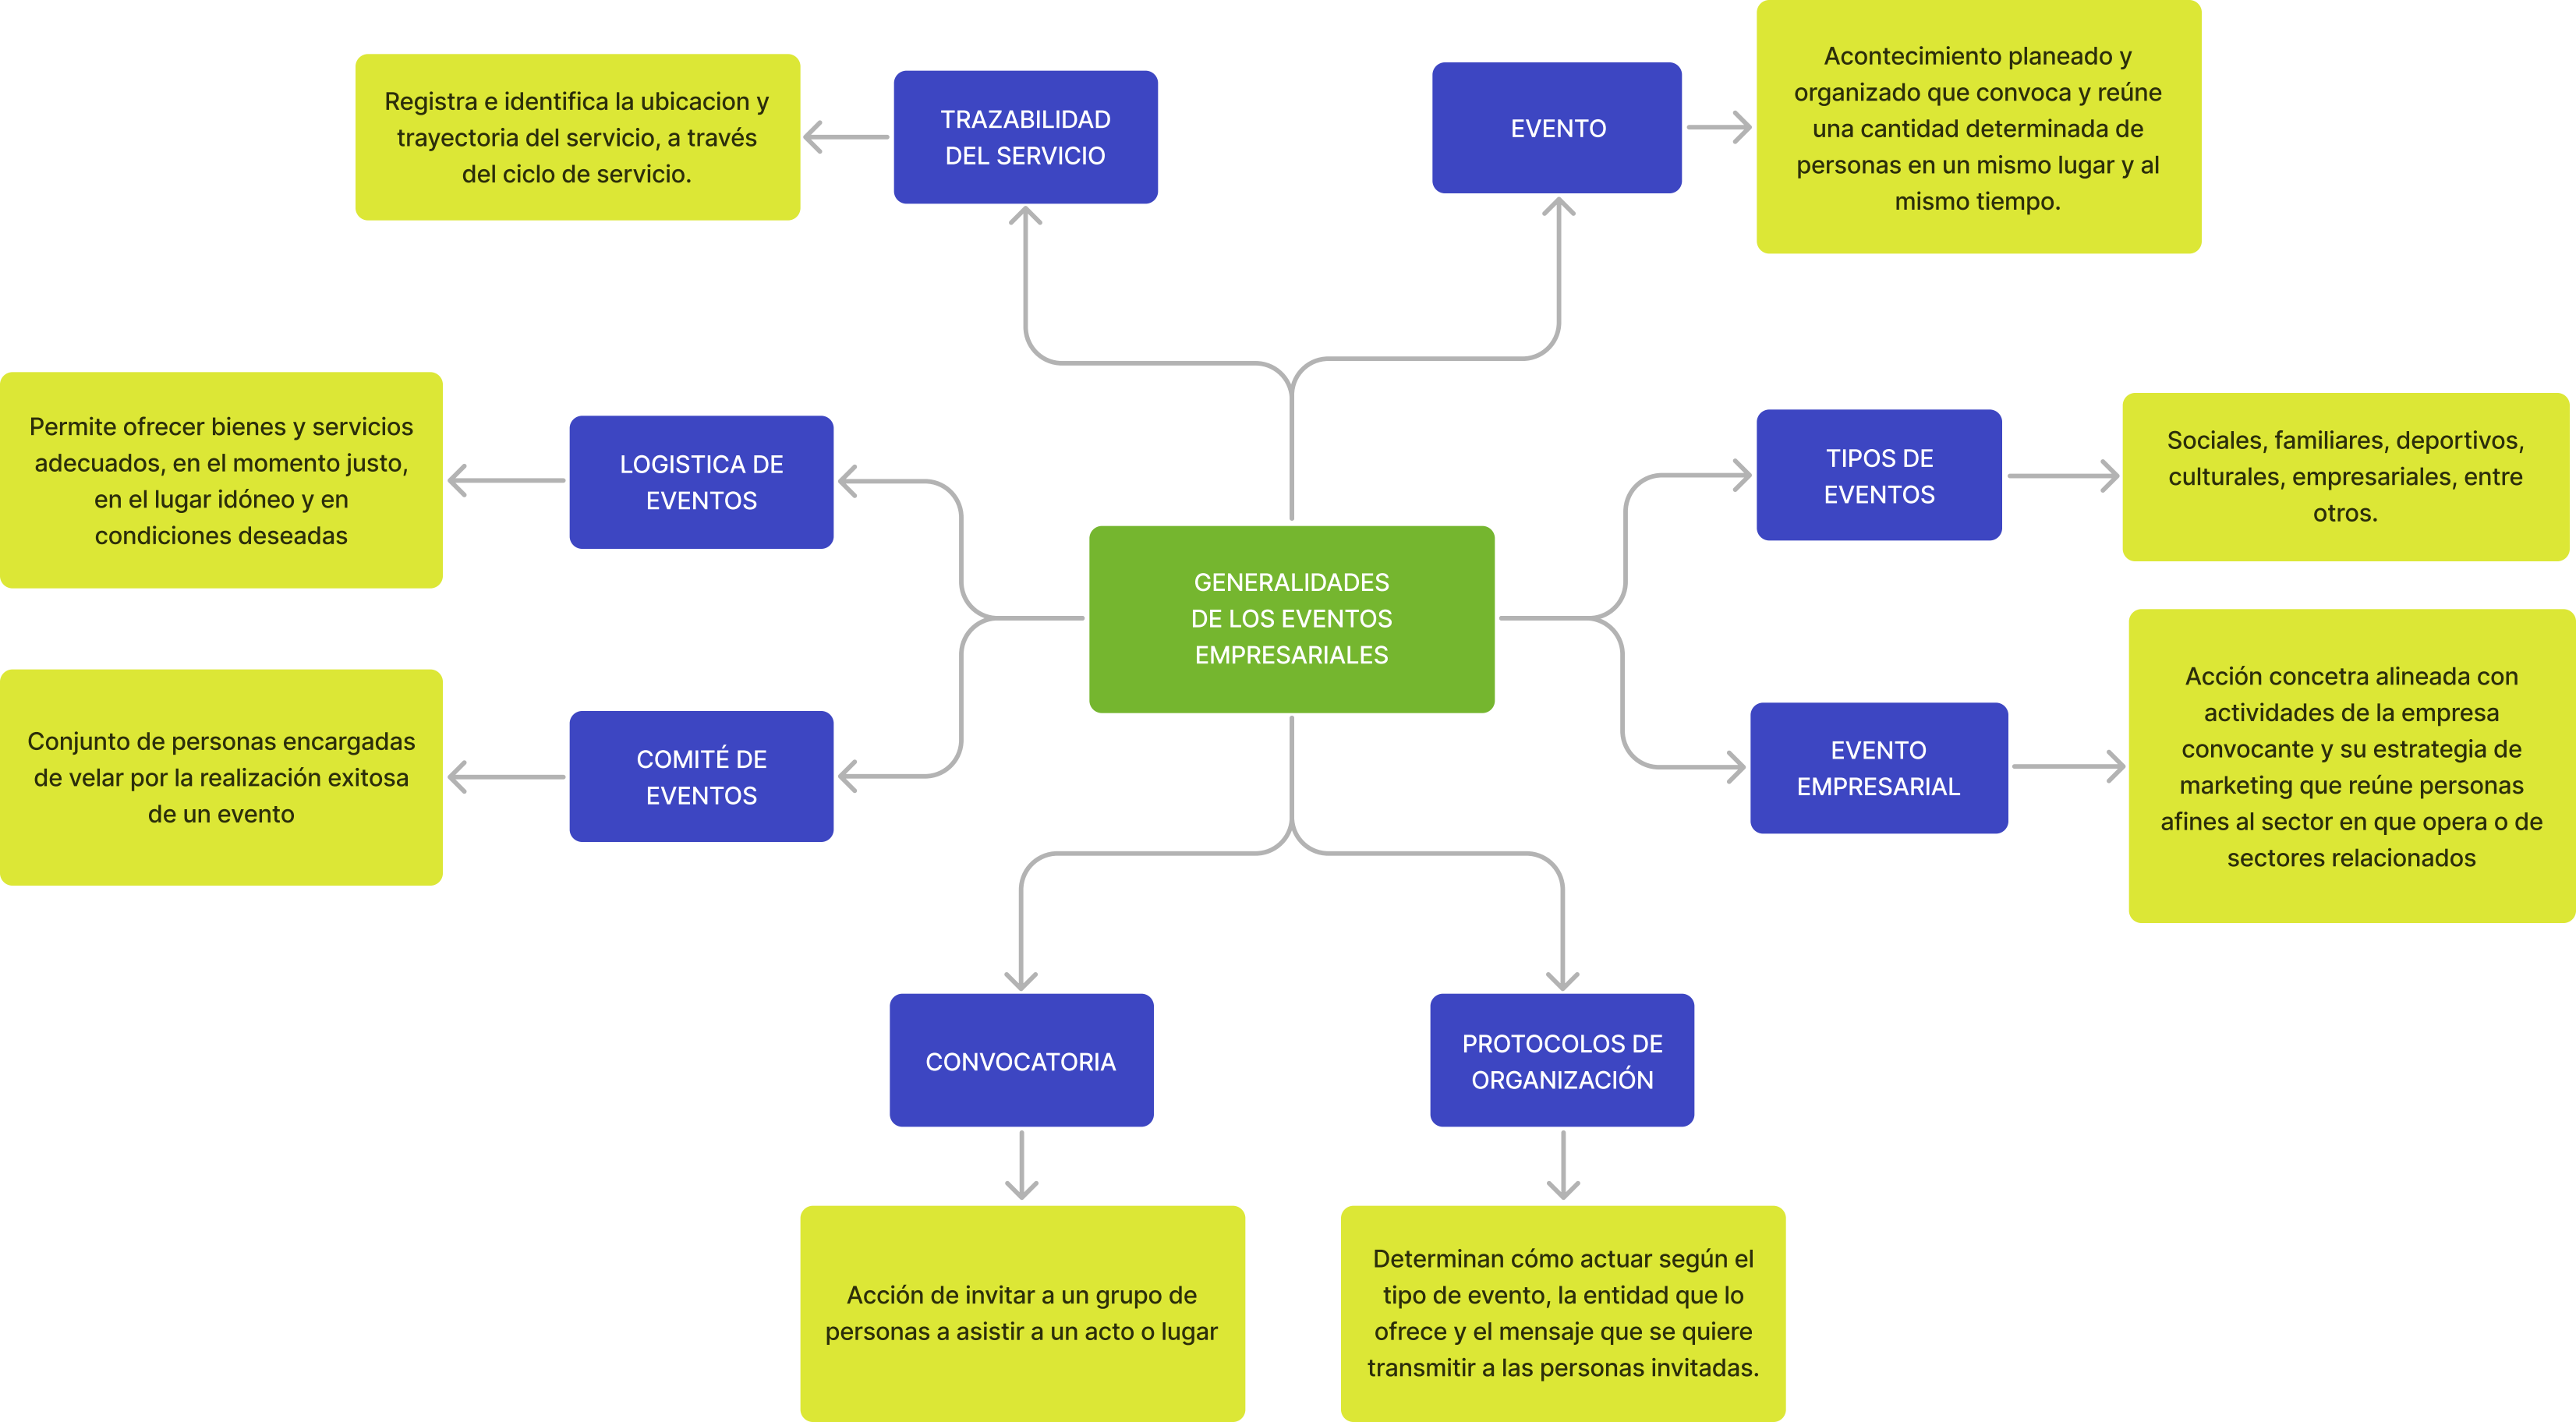 Registra e identifica la ubicacion y
trayectoria del servicio, a través
del ciclo de servicio.
TRAZABILIDAD
DEL SERVICIO
EVENTO
Acontecimiento planeado y
organizado que convoca y reúne
una cantidad determinada de
personas en un mismo lugar y al
mismo tiempo.
Permite ofrecer bienes y servicios
adecuados, en el momento justo,
en el lugar idóneo y en
condiciones deseadas
LOGISTICA DE
EVENTOS
TIPOS DE
EVENTOS
Sociales, familiares, deportivos,
culturales, empresariales, entre
otros.
GENERALIDADES
DE LOS EVENTOS
EMPRESARIALES
Conjunto de personas encargadas
de velar por la realización exitosa
de un evento
COMITÉ DE
EVENTOS
EVENTO
EMPRESARIAL
Acción concetra alineada con
actividades de la empresa
convocante y su estrategia de
marketing que reúne personas
afines al sector en que opera o de
sectores relacionados
CONVOCATORIA
PROTOCOLOS DE
ORGANIZACIÓN
Acción de invitar a un grupo de
personas a asistir a un acto o lugar
Determinan cómo actuar según el
tipo de evento, la entidad que lo
ofrece y el mensaje que se quiere
transmitir a las personas invitadas.